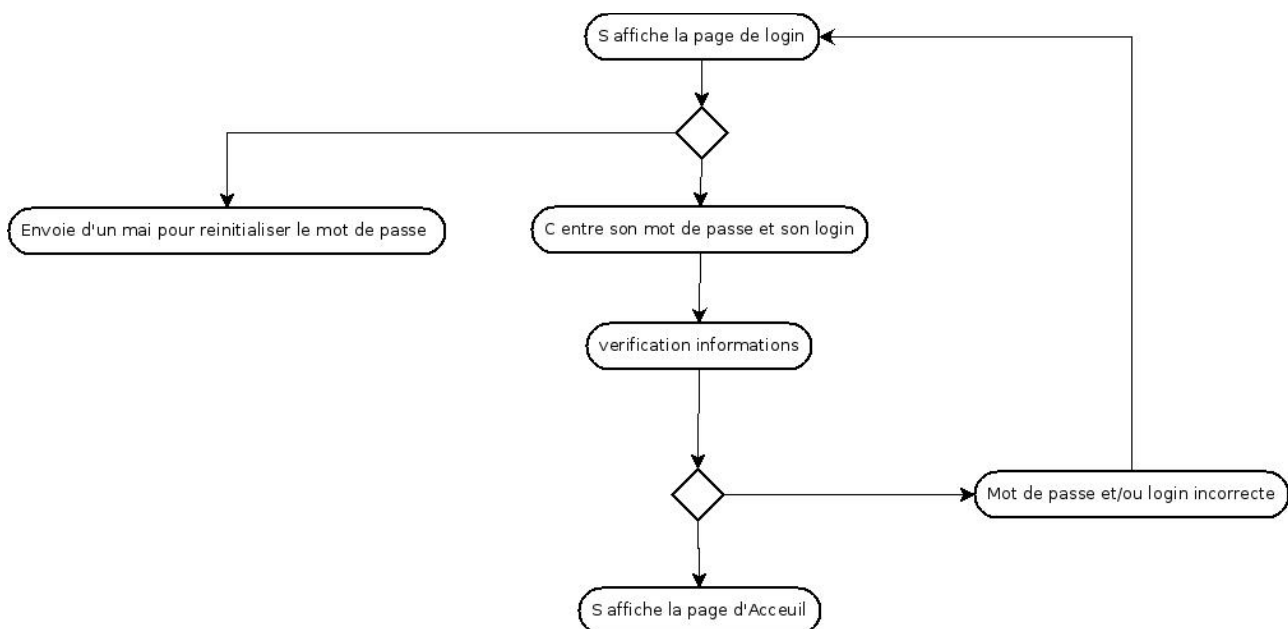 S affiche la page de login
Envoie d'un mai pour reinitialiser le mot de passe
C entre son mot de passe et son login
verification informations
Mot de passe et/ou login incorrecte
S affiche la page d'Acceuil